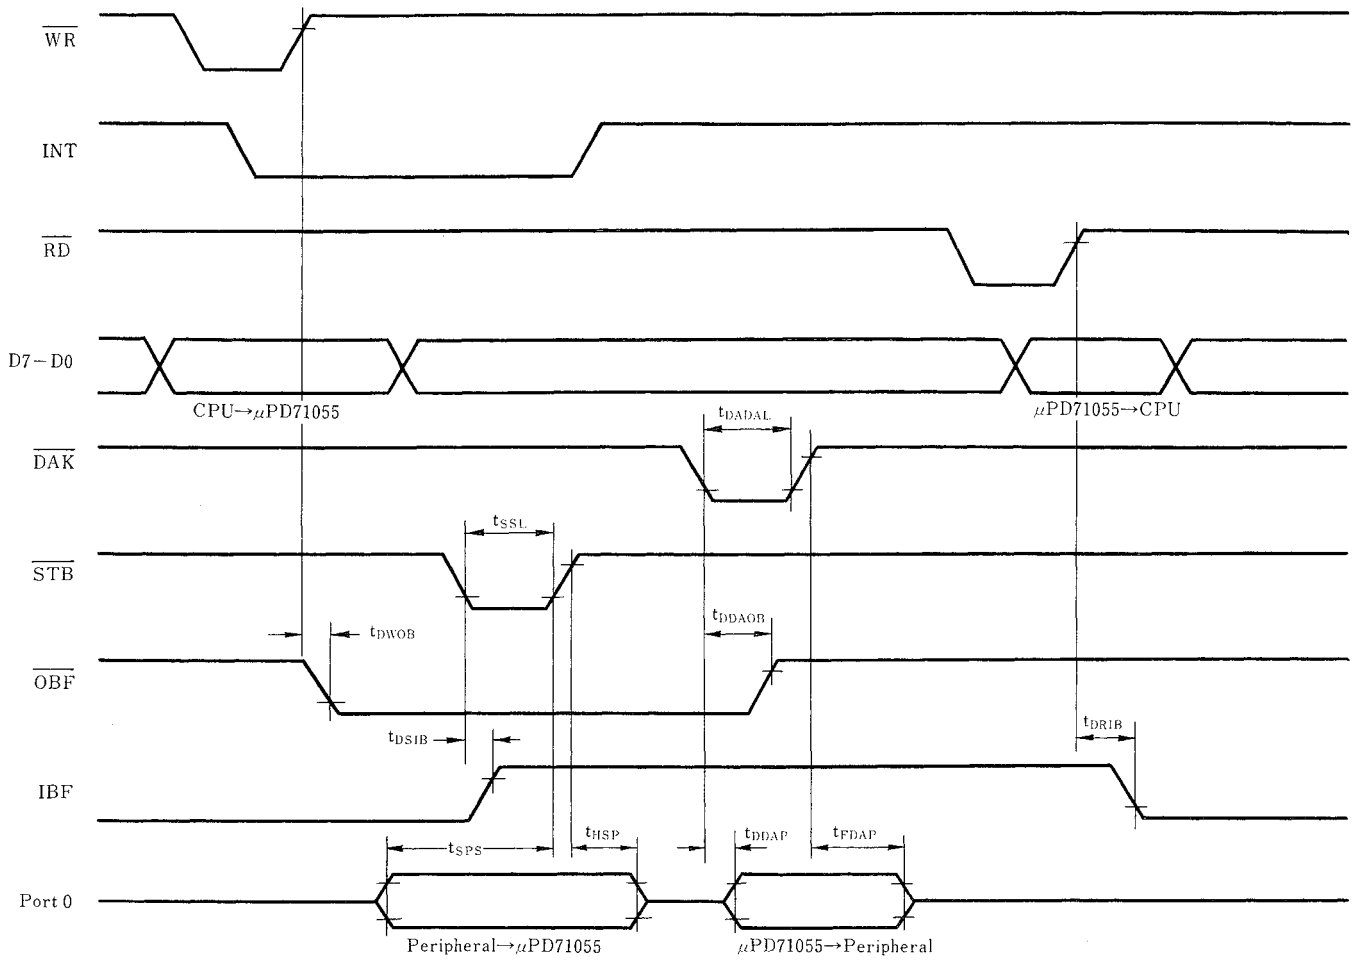 WR
INT
RD
D7-D0
CPU→μPD71055
μPD71055→CPU
tDADAL
DAK
tSSL
STB
tDWOB
tDDAOB
OBF
tDSIB
tDRIB
IBF
tSPS
tHSP
tDDAP
tFDAP
Port 0
Peripheral→μPD71055
μPD71055→Peripheral